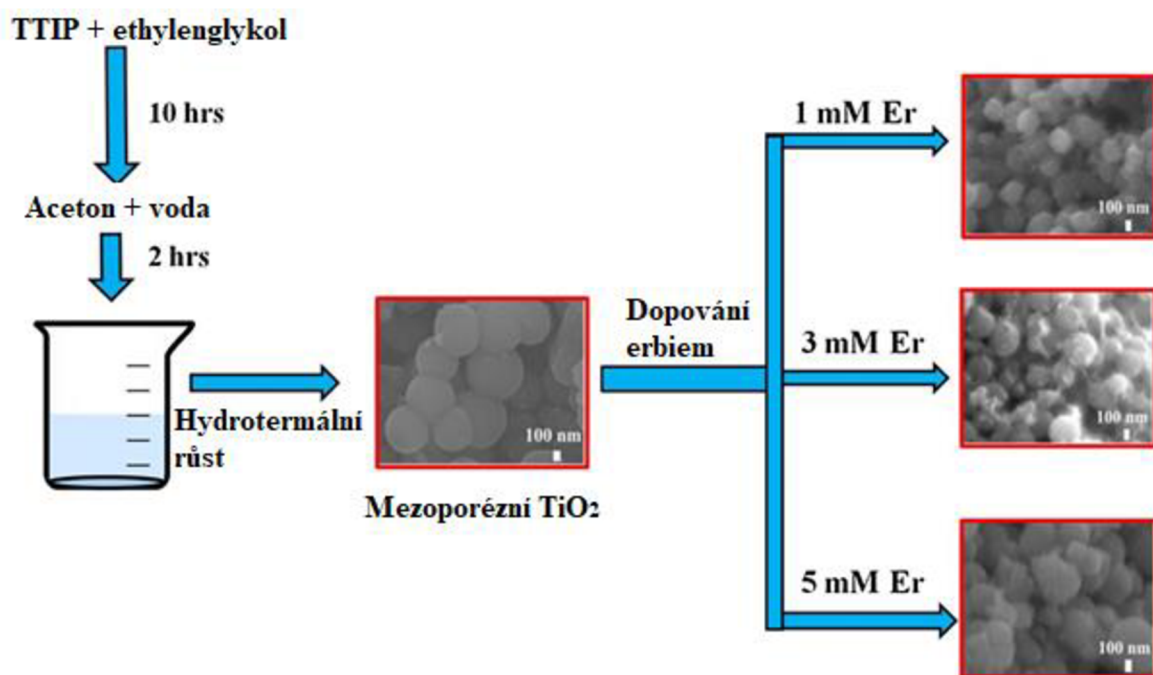 TTIP + ethylenglykol
10 hrs
Aceton + voda
2 hrs
Hydrotermální
růst
100 nm
Mezoporézní TiO₂
Dopování
erbiem
1 mM Er
100 nm
3 mM Er
100 nm
5 mM Er
100 nm